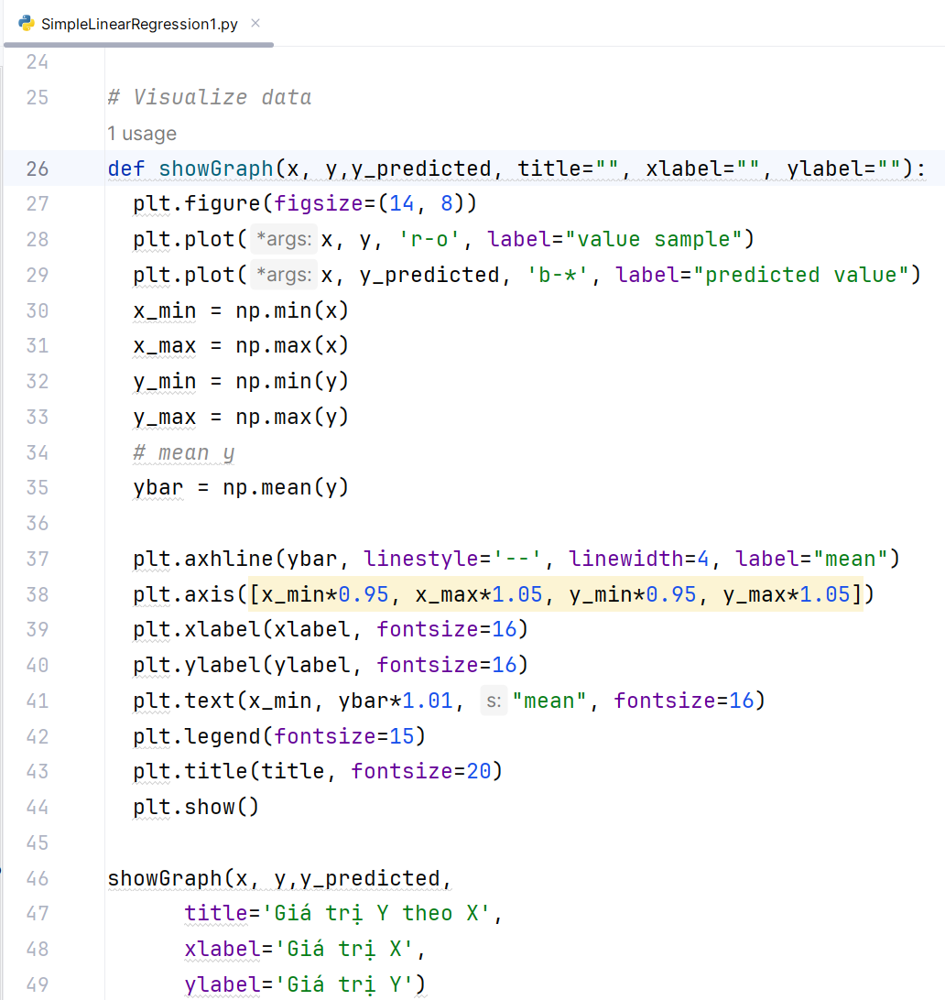 SimpleLinearRegression1.py ×
24
25 # Visualize data
1 usage
26 def showGraph(x, y,y_predicted, title="", xlabel="", ylabel=""):
27   plt.figure(figsize=(14, 8))
28   plt.plot( *args: x, y, 'r-o', label="value sample")
29   plt.plot( *args: x, y_predicted, 'b-*', label="predicted value")
30   x_min = np.min(x)
31   x_max = np.max(x)
32   y_min = np.min(y)
33   y_max = np.max(y)
34   # mean y
35   ybar = np.mean(y)
36
37   plt.axhline(ybar, linestyle='--', linewidth=4, label="mean")
38   plt.axis([x_min*0.95, x_max*1.05, y_min*0.95, y_max*1.05])
39   plt.xlabel(xlabel, fontsize=16)
40   plt.ylabel(ylabel, fontsize=16)
41   plt.text(x_min, ybar*1.01, s: "mean", fontsize=16)
42   plt.legend(fontsize=15)
43   plt.title(title, fontsize=20)
44   plt.show()
45
46 showGraph(x, y,y_predicted,
47       title='Giá trị Y theo X',
48       xlabel='Giá trị X',
49       ylabel='Giá trị Y')